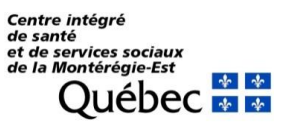 Centre intégré
de santé
et de services sociaux
de la Montérégie-Est
Québec